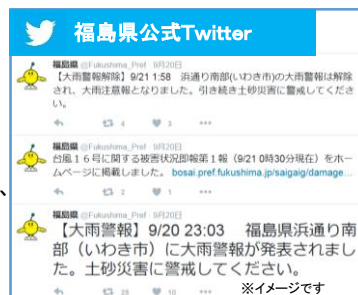 福島県公式Twitter
福島県 @Fukushima_Pref 9月20日
【大雨警報解除】9/21 1:58 浜通り南部(いわき市)の大雨警報は解除
され、大雨注意報となりました。引き続き土砂災害に警戒してくださ
い。
4 3
福島県 @Fukushima_Pref 9月20日
台風16号に関する被害状況即報第1報（9/21 0時30分現在）をホー
ムページに掲載しました。 bosai.pref.fukushima.jp/saigaig/damage...
2 1
、
福島県 @Fukushima_Pref 9月20日
【大雨警報】9/20 23:03 福島県浜通り南
部（いわき市）に大雨警報が発表されまし
た。土砂災害に警戒してください。
28 10
※イメージです